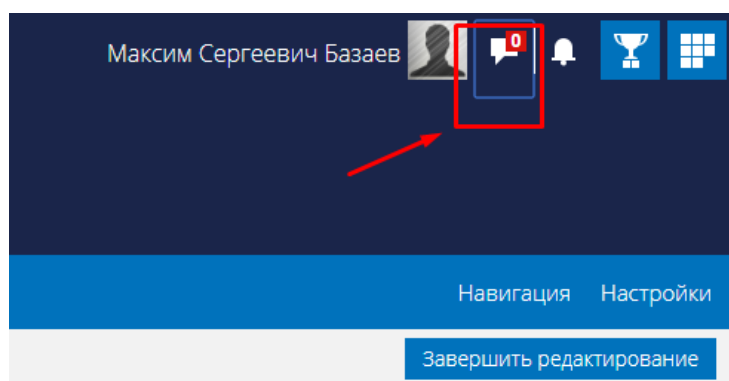 Максим Сергеевич Базаев 0
Навигация Настройки
Завершить редактирование